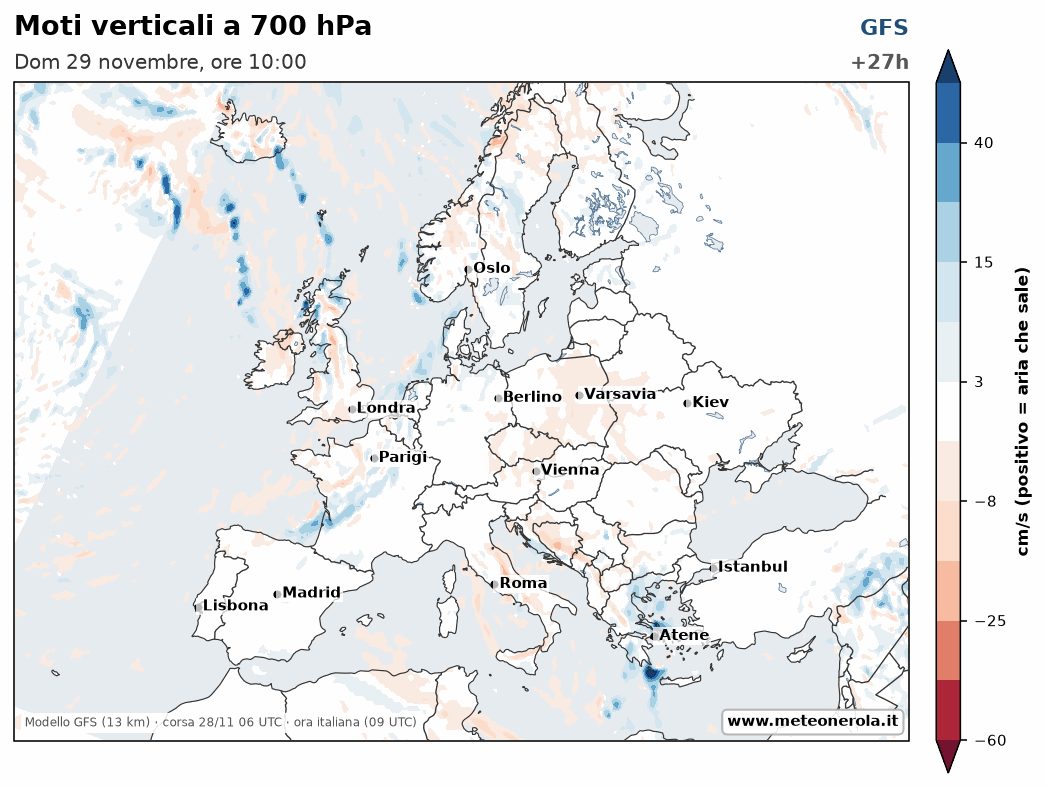 Moti verticali a 700 hPa
GFS
Dom 29 novembre, ore 10:00
+27h
40
15
3
−8
−25
−60
cm/s (positivo = aria che sale)
Oslo
Londra
Berlino
Varsavia
Kiev
Parigi
Vienna
Istanbul
Roma
Madrid
Lisbona
Atene
Modello GFS (13 km) · corsa 28/11 06 UTC · ora italiana (09 UTC)
www.meteonerola.it